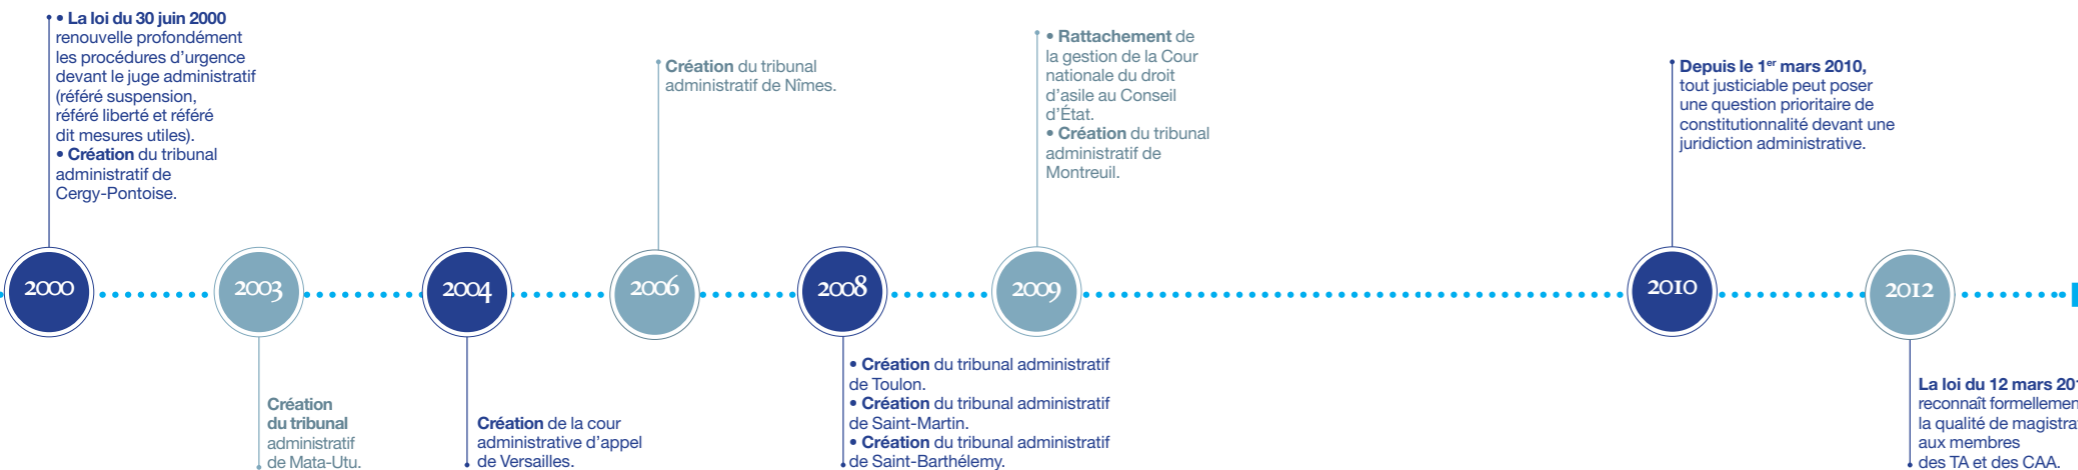 • La loi du 30 juin 2000
renouvelle profondément
les procédures d'urgence
devant le juge administratif
(référé suspension,
référé liberté et référé
dit mesures utiles).
• Création du tribunal
administratif de
Cergy-Pontoise.
Création du tribunal
administratif de Nîmes.
• Rattachement de
la gestion de la Cour
nationale du droit
d'asile au Conseil
d'État.
• Création du tribunal
administratif de
Montreuil.
Depuis le 1er mars 2010,
tout justiciable peut poser
une question prioritaire de
constitutionnalité devant une
juridiction administrative.
2000
2003
2004
2006
2008
2009
2010
2012
Création
du tribunal
administratif
de Mata-Utu.
Création de la cour
administrative d'appel
de Versailles.
• Création du tribunal administratif
de Toulon.
• Création du tribunal administratif
de Saint-Martin.
• Création du tribunal administratif
de Saint-Barthélemy.
La loi du 12 mars
reconnaît
la qualité de
aux membres
des TA et des CAA.